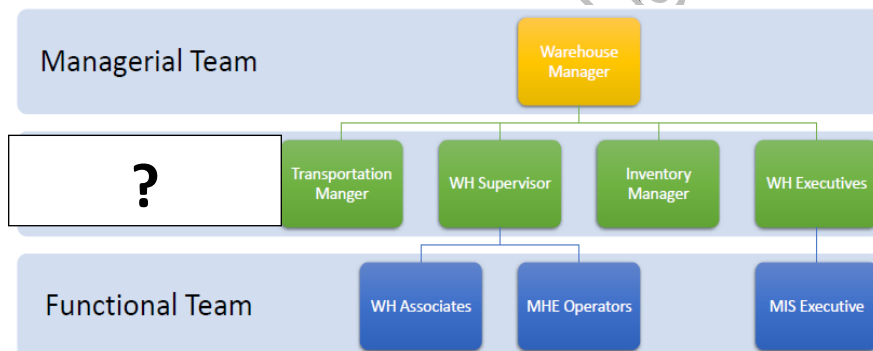 Managerial Team
Warehouse
Manager
?
Transportation
Manger
WH Supervisor
Inventory
Manager
WH Executives
Functional Team
WH Associates
MHE Operators
MIS Executive